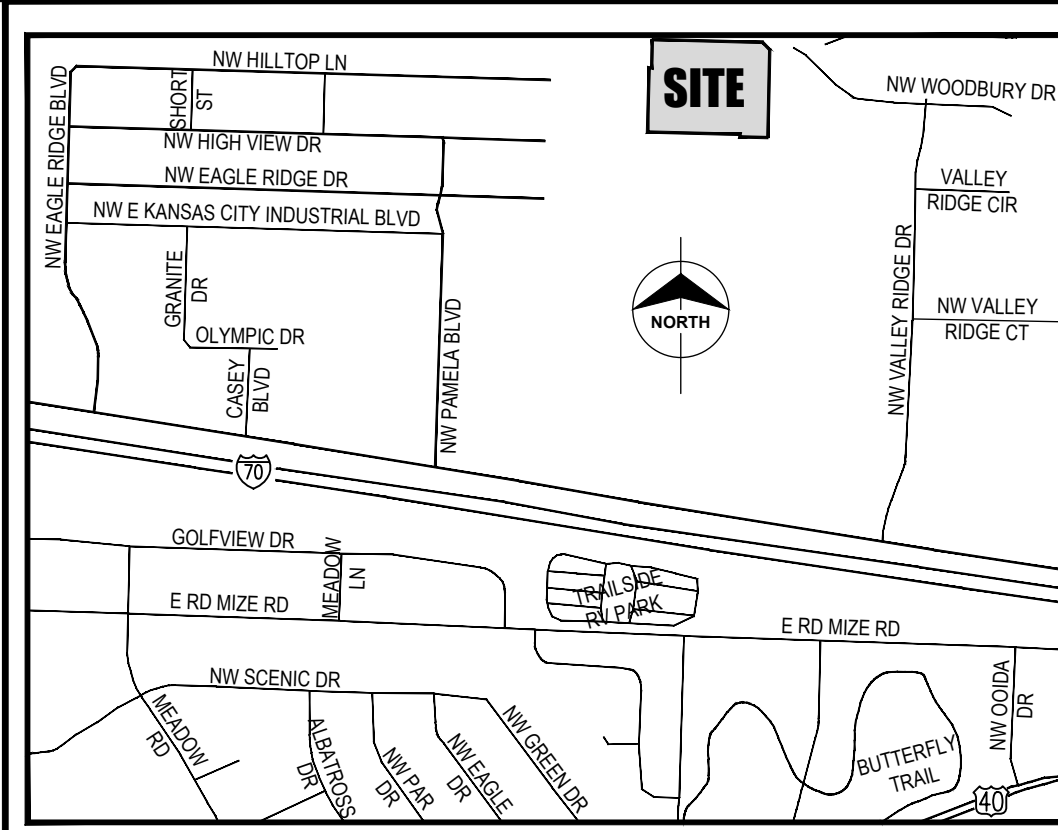 NW HILLTOP LN
SITE
NW WOODBURY DR
NW EAGLE RIDGE BLVD
SHORT
ST
NW HIGH VIEW DR
NW EAGLE RIDGE DR
VALLEY
RIDGE CIR
NW E KANSAS CITY INDUSTRIAL BLVD
GRANITE
DR
NW VALLEY RIDGE DR
NW VALLEY
RIDGE CT
NORTH
OLYMPIC DR
NW PAMELA BLVD
CASEY
BLVD
70
GOLFVIEW DR
MEADOW
LN
TRAILSIDE
RV PARK
E RD MIZE RD
E RD MIZE RD
NW SCENIC DR
MEADOW
RD
ALBATROSS
DR
NW PAR
DR
NW EAGLE
DR
NW GREEN DR
NW OOIDA
DR
BUTTERFLY
TRAIL
40